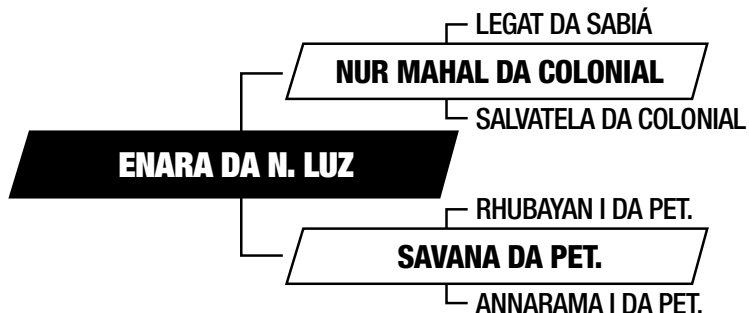 LEGAT DA SABIÁ
NUR MAHAL DA COLONIAL
SALVATELA DA COLONIAL
ENARA DA N. LUZ
RHUBAYAN I DA PET.
SAVANA DA PET.
ANNARAMA I DA PET.